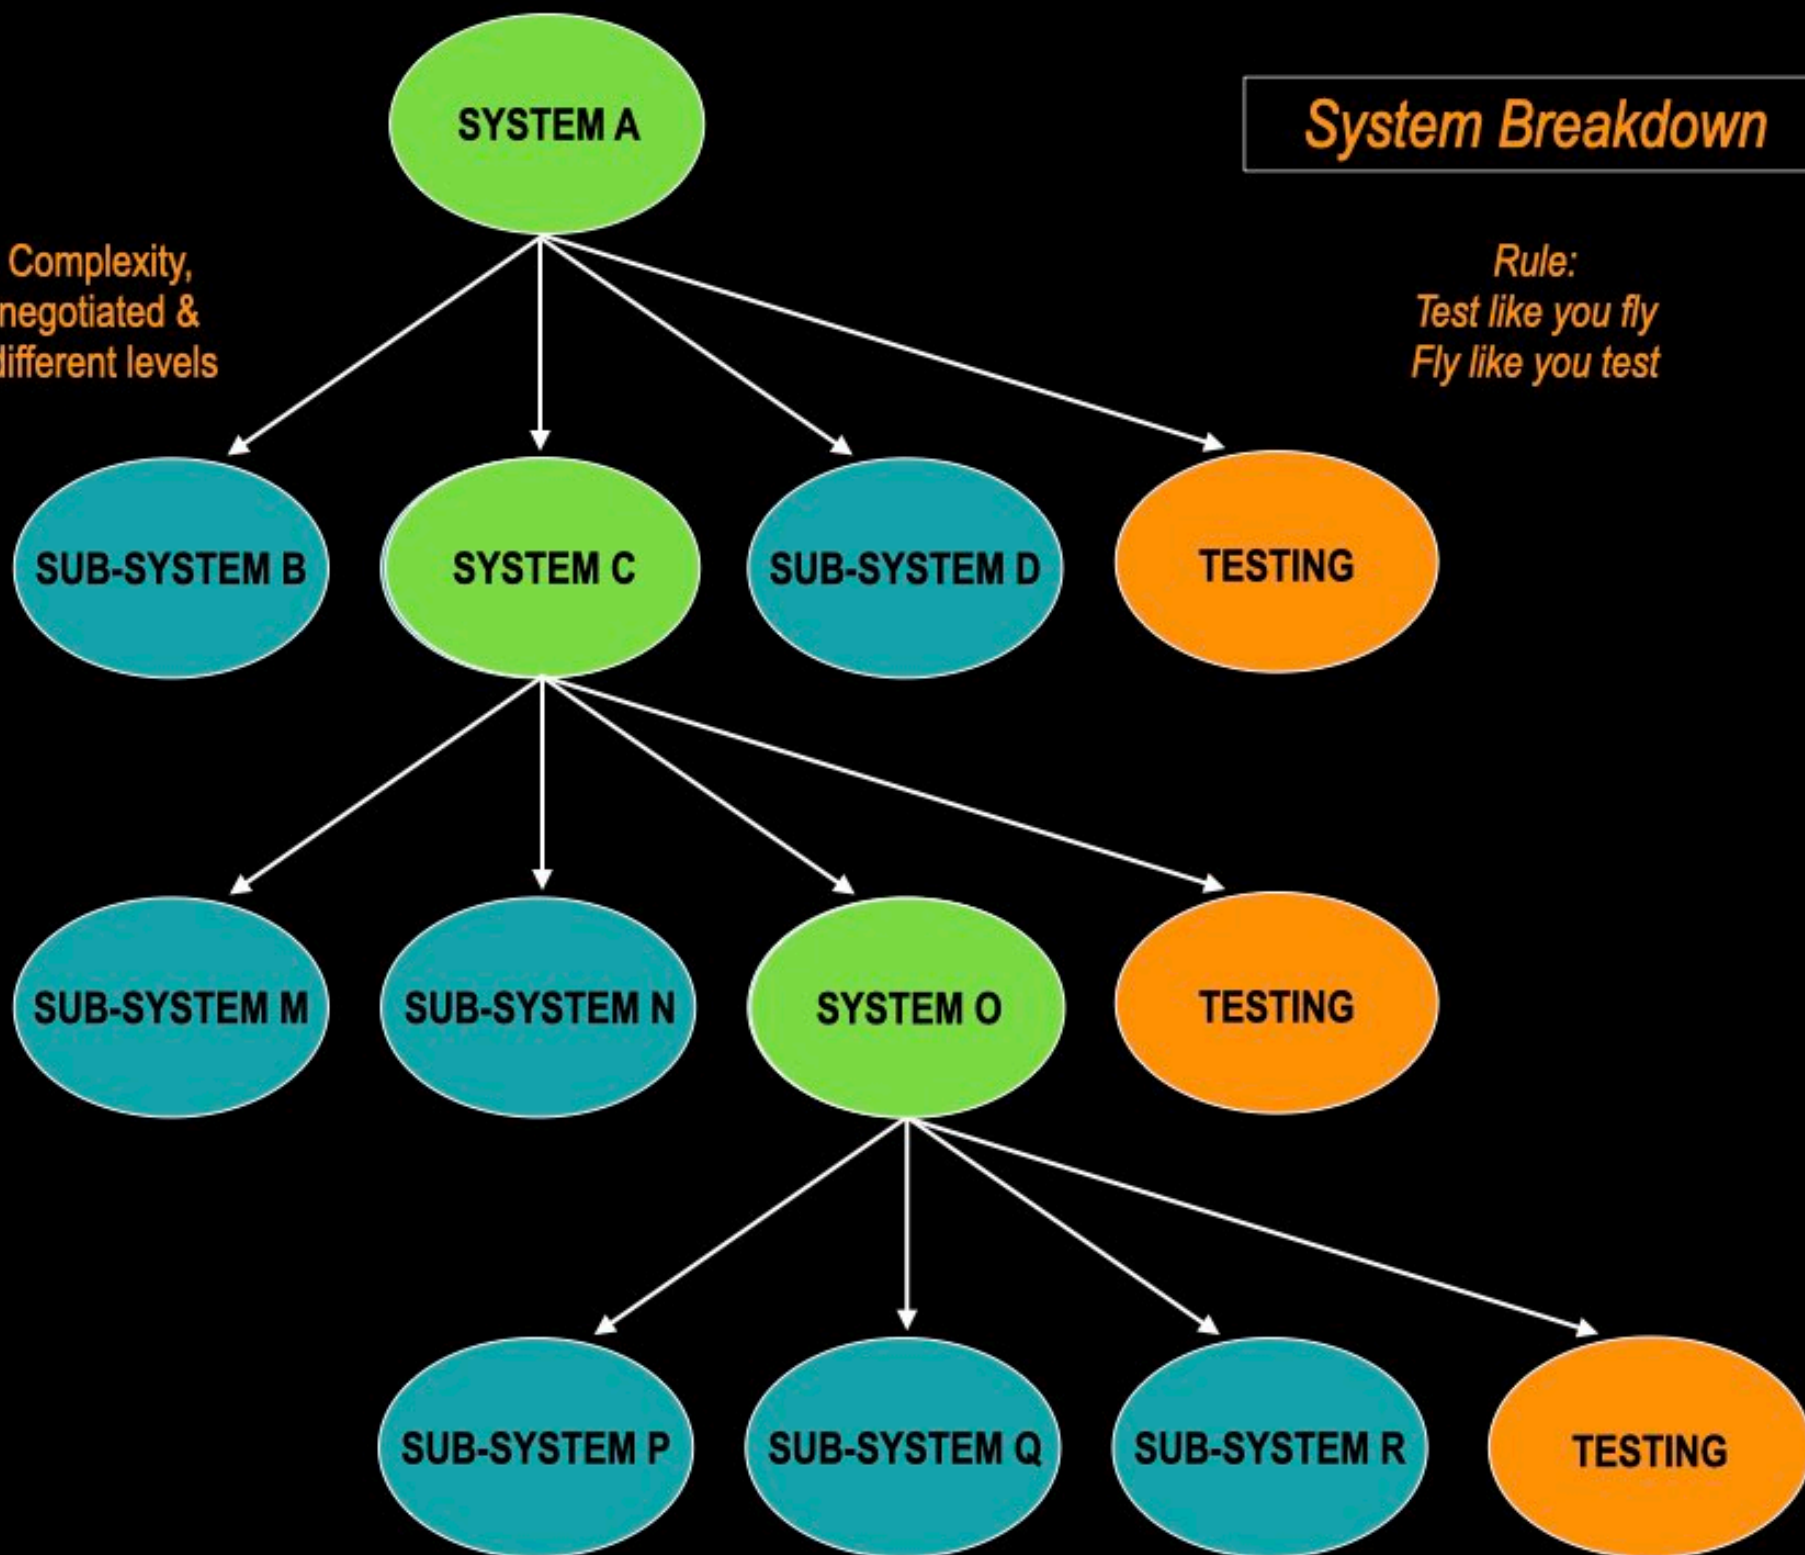 SYSTEM A
System Breakdown
Complexity,
negotiated &
different levels
Rule:
Test like you fly
Fly like you test
SUB-SYSTEM B
SYSTEM C
SUB-SYSTEM D
TESTING
SUB-SYSTEM M
SUB-SYSTEM N
SYSTEM O
TESTING
SUB-SYSTEM P
SUB-SYSTEM Q
SUB-SYSTEM R
TESTING